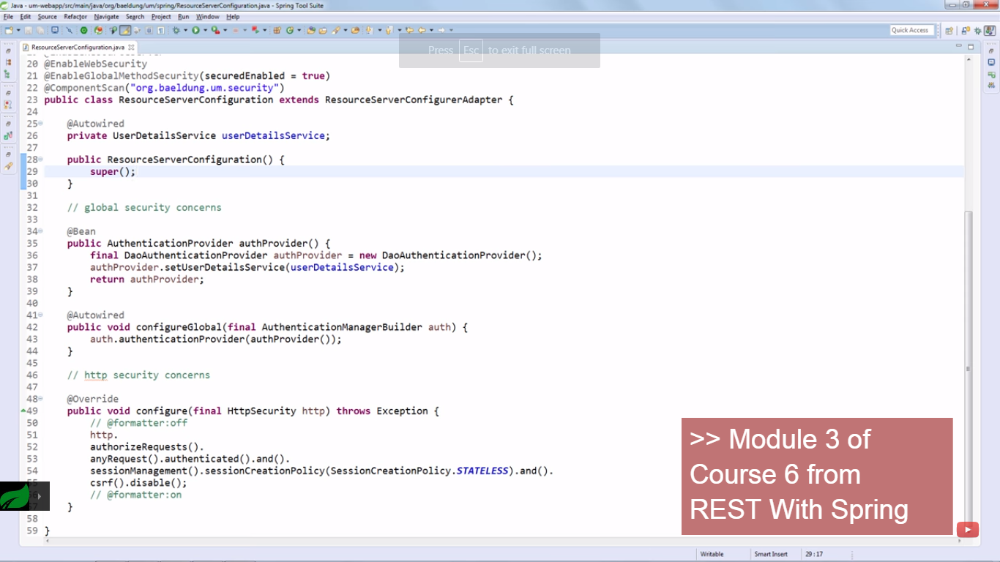 Java - um-webapp/src/main/java/org/baeldung/um/spring/ResourceServerConfiguration.java - Spring Tool Suite
File Edit Source Refactor Navigate Search Project Run Window Help
Quick Access
ResourceServerConfiguration.java
Press Esc to exit full screen
20 @EnableWebSecurity
21 @EnableGlobalMethodSecurity(securedEnabled = true)
22 @ComponentScan("org.baeldung.um.security")
23 public class ResourceServerConfiguration extends ResourceServerConfigurerAdapter {
24
25 @Autowired
26 private UserDetailsService userDetailsService;
27
28 public ResourceServerConfiguration() {
29 super();
30 }
31
32 // global security concerns
33
34 @Bean
35 public AuthenticationProvider authProvider() {
36 final DaoAuthenticationProvider authProvider = new DaoAuthenticationProvider();
37 authProvider.setUserDetailsService(userDetailsService);
38 return authProvider;
39 }
40
41 @Autowired
42 public void configureGlobal(final AuthenticationManagerBuilder auth) {
43 auth.authenticationProvider(authProvider());
44 }
45
46 // http security concerns
47
48 @Override
49 public void configure(final HttpSecurity http) throws Exception {
50 // @formatter:off
51 http.
52 authorizeRequests().
53 anyRequest().authenticated().and().
54 sessionManagement().sessionCreationPolicy(SessionCreationPolicy.STATELESS).and().
csrf().disable();
// @formatter:on
}
58
59 }
>> Module 3 of
Course 6 from
REST With Spring
Writable Smart Insert 29:17